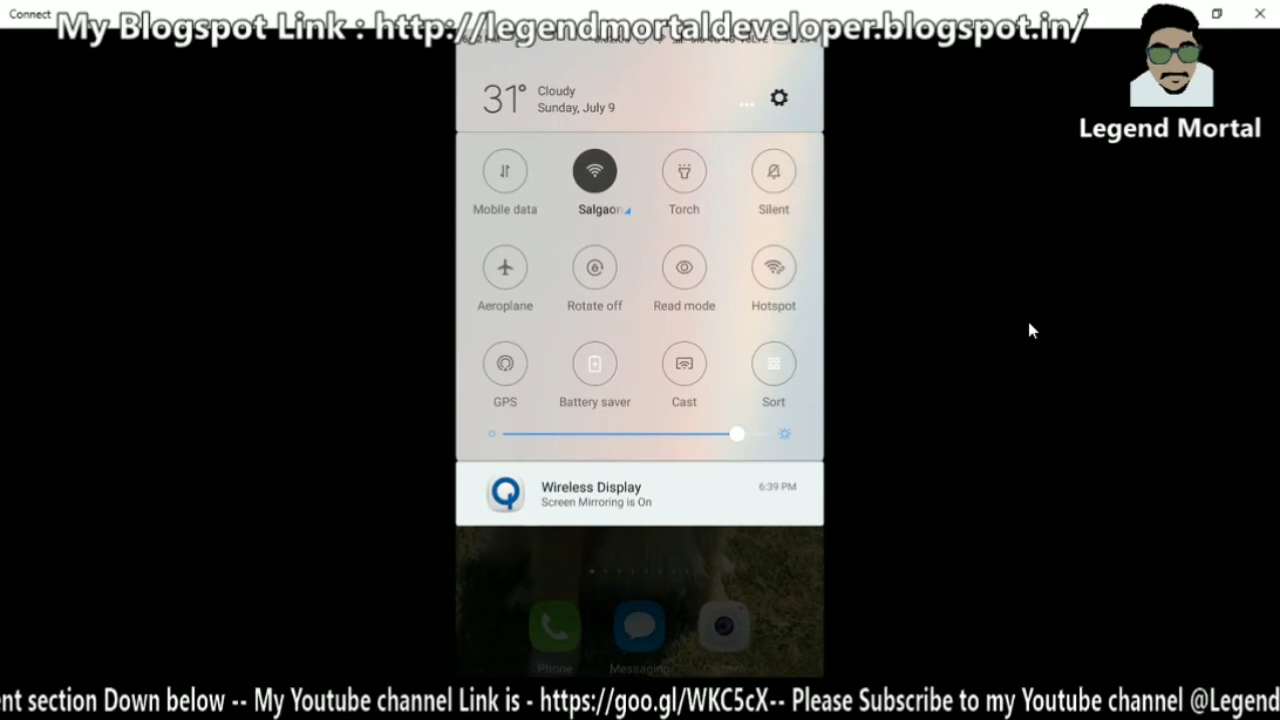 Connect
My Blogspot Link : http://legendmortaldeveloper.blogspot.in/
Legend Mortal
31° Cloudy
Sunday, July 9
Mobile data Salgaon Torch Silent
Aeroplane Rotate off Read mode Hotspot
GPS Battery saver Cast Sort
Wireless Display 6:39 PM
Screen Mirroring is On
Phone Messaging
nt section Down below -- My Youtube channel Link is - https://goo.gl/WKC5cX-- Please Subscribe to my Youtube channel @Legend